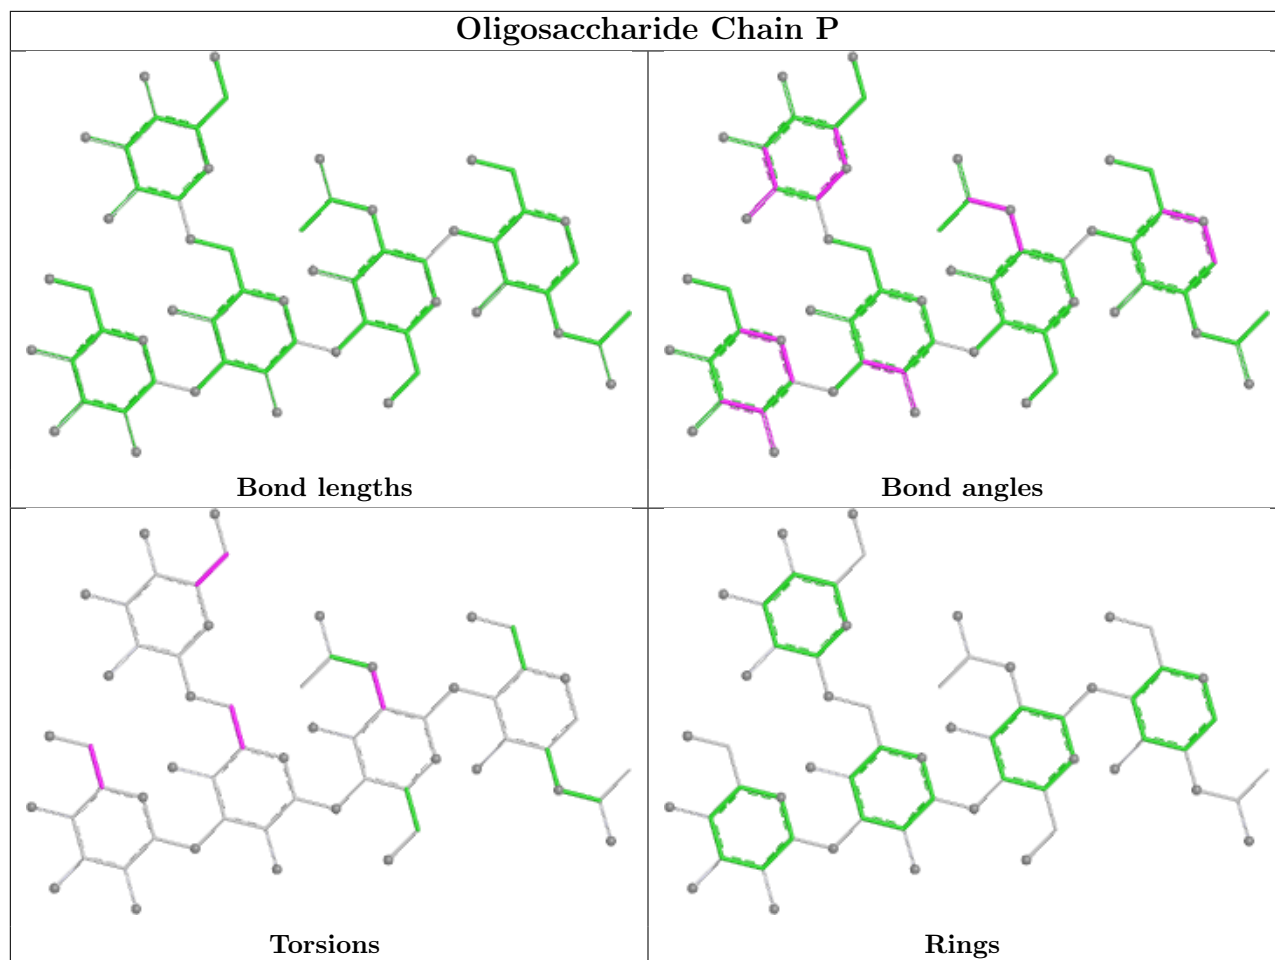 Oligosaccharide Chain P
Bond lengths
Bond angles
Torsions
Rings